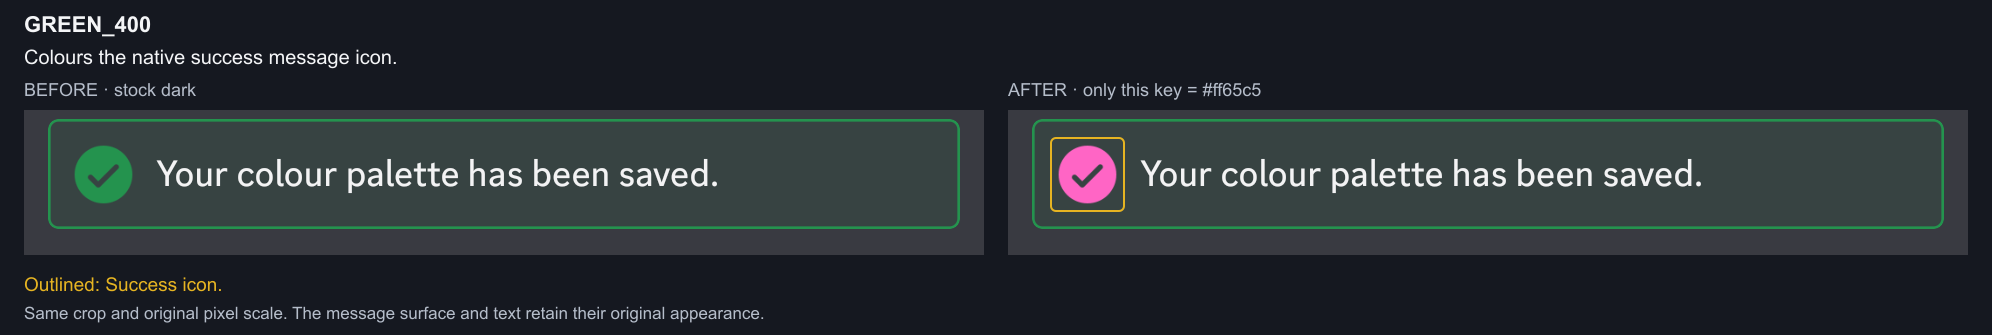 GREEN_400
Colours the native success message icon.
BEFORE · stock dark
AFTER · only this key = #ff65c5
Your colour palette has been saved.
Your colour palette has been saved.
Outlined: Success icon.
Same crop and original pixel scale. The message surface and text retain their original appearance.